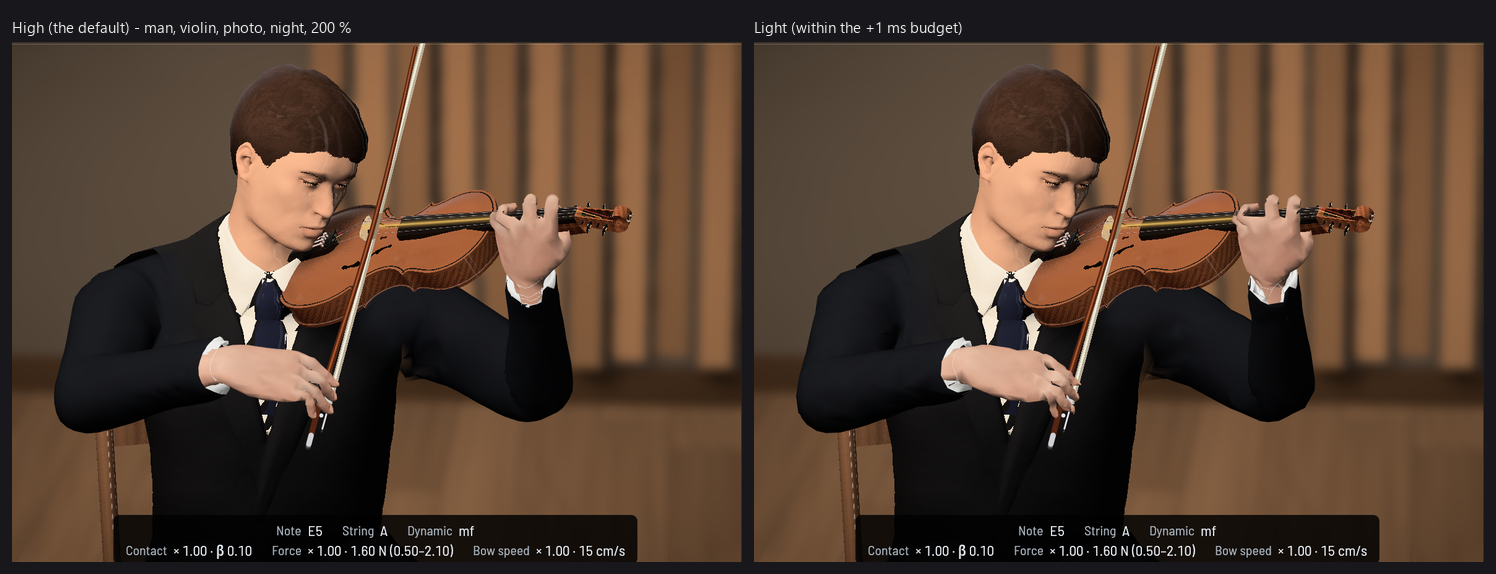 High (the default) - man, violin, photo, night, 200 %
Note E5 String A Dynamic mf
Contact × 1.00 · β 0.10 Force × 1.00 · 1.60 N (0.50–2.10) Bow speed × 1.00 · 15 cm/s
Light (within the +1 ms budget)
Note E5 String A Dynamic mf
Contact × 1.00 · β 0.10 Force × 1.00 · 1.60 N (0.50–2.10) Bow speed × 1.00 · 15 cm/s